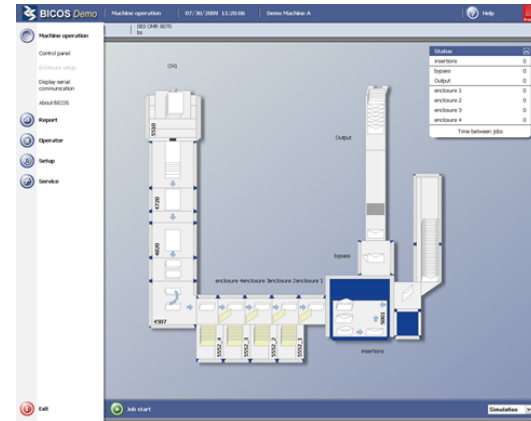 BICOS Demo
Machine operation
07/30/2009 11:20:06
Demo Machine A
Help
Machine operation
Control panel
Enclosure setup
Display serial
communication
About BICOS
Report
Operator
Setup
Service
Exit
CH1
5510
4720
4820
4507
Output
bypass
enclosure 4enclosure 3enclosure 2enclosure 1
5552_4
5552_3
5552_2
5552_1
5001
insertions
Status
insertions 0
bypass 0
Output 0
enclosure 1 0
enclosure 2 0
enclosure 3 0
enclosure 4 0
Time between jobs
Job start
Simulation